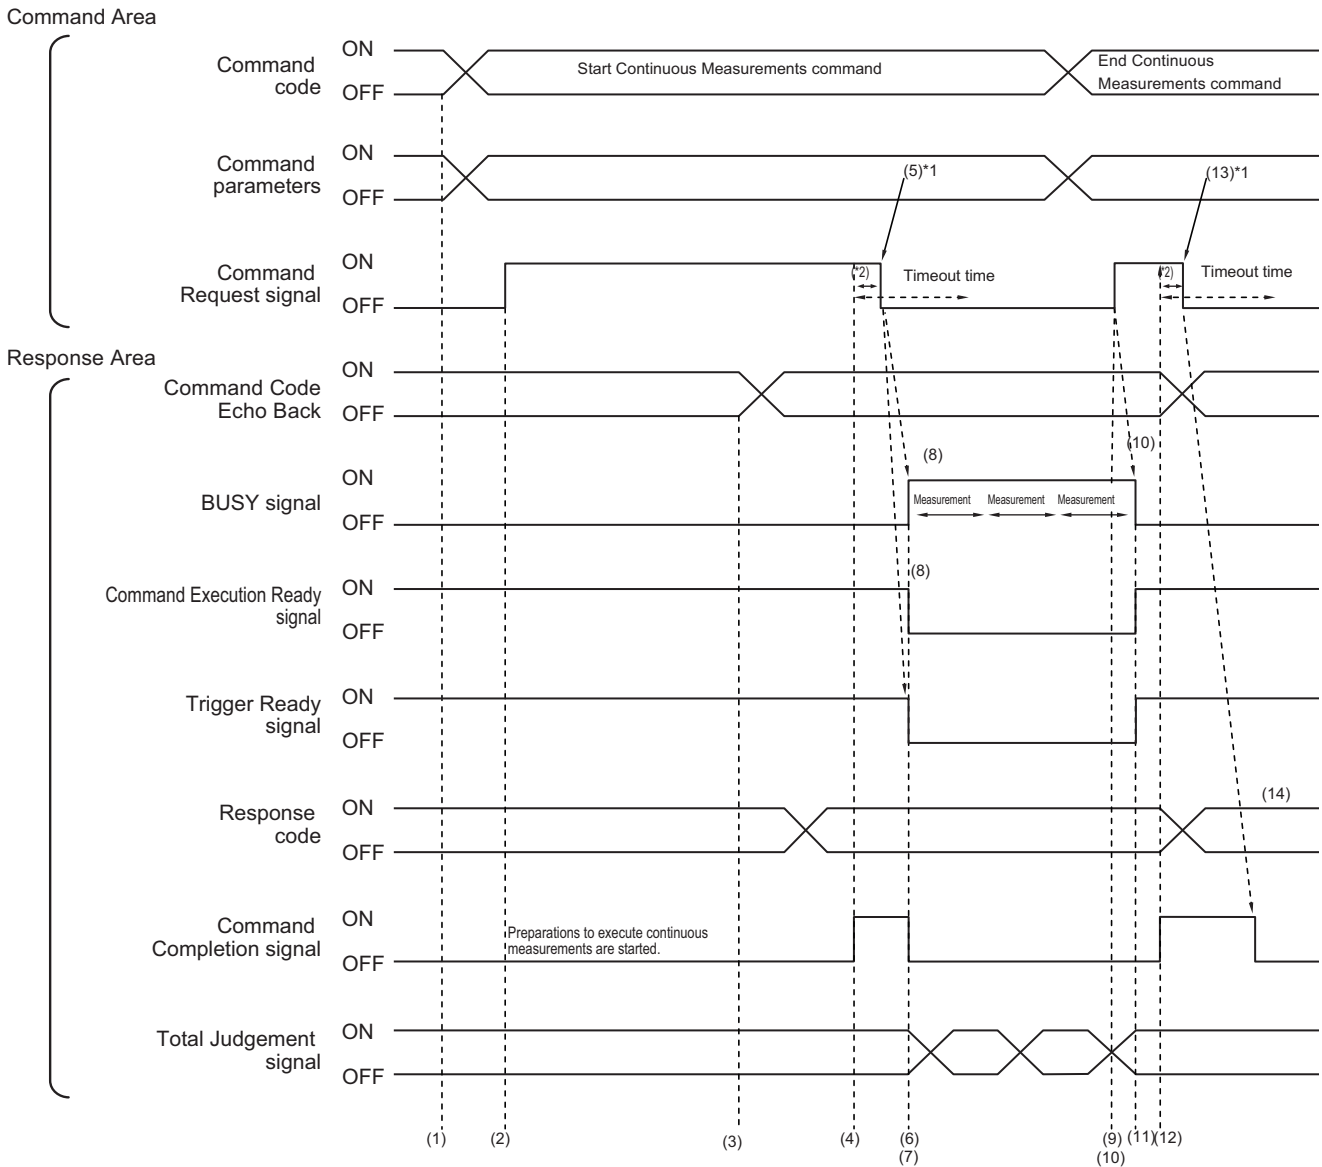 Command Area
Command code
ON
OFF
Start Continuous Measurements command
End Continuous
Measurements command
Command parameters
ON
OFF
(5)*1
(13)*1
Command Request signal
ON
OFF
(*2)
Timeout time
*2)
Timeout time
Response Area
Command Code Echo Back
ON
OFF
BUSY signal
ON
OFF
(8)
(10)
Measurement
Measurement
Measurement
Command Execution Ready signal
ON
OFF
(8)
Trigger Ready signal
ON
OFF
Response code
ON
OFF
(14)
Command Completion signal
ON
OFF
Preparations to execute continuous
measurements are started.
Total Judgement signal
ON
OFF
(1)
(2)
(3)
(4)
(6)
(7)
(9)
(10)
(11)
(12)